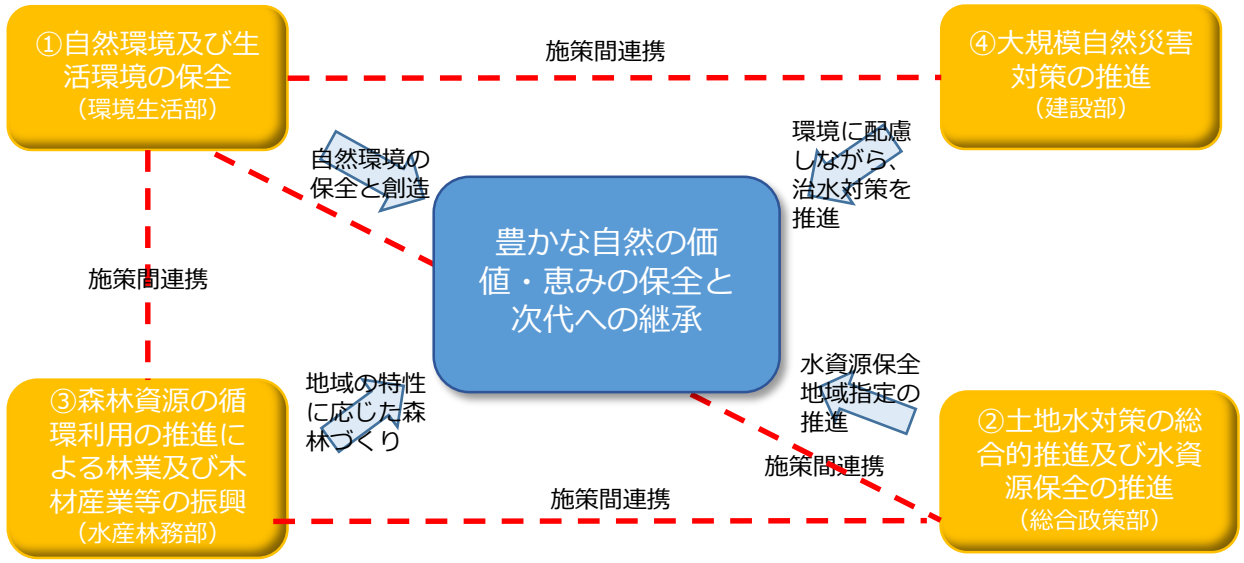 ①自然環境及び生
活環境の保全
（環境生活部）
施策間連携
④大規模自然災害
対策の推進
（建設部）
自然環境の
保全と創造
環境に配慮
しながら、
治水対策を
推進
豊かな自然の価
値・恵みの保全と
次代への継承
施策間連携
地域の特性
に応じた森
林づくり
水資源保全
地域指定の
推進
③森林資源の循
環利用の推進に
よる林業及び木
材産業等の振興
（水産林務部）
施策間連携
施策間連携
②土地水対策の総
合的推進及び水資
源保全の推進
（総合政策部）